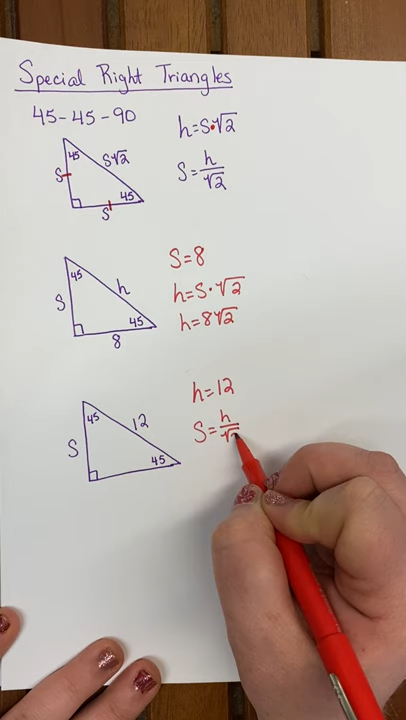 Special Right Triangles
45-45-90
45
S√2
S
45
S
h=S•√2
S=h/√2
45
h
S
45
8
S=8
h=S•√2
h=8√2
45
12
S
45
h=12
S=h/√2